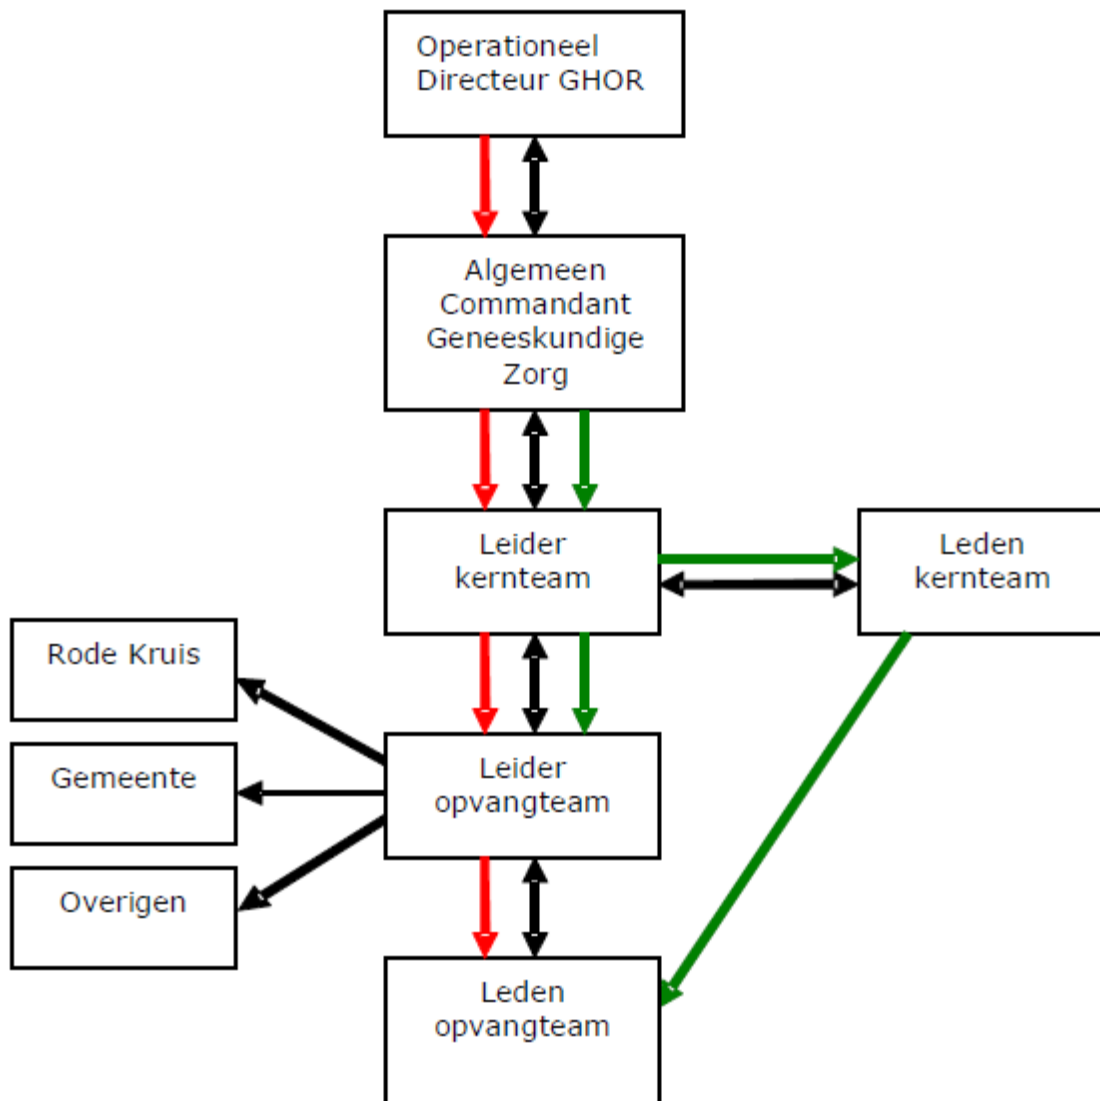 Operationeel
Directeur GHOR
Algemeen
Commandant
Geneeskundige
Zorg
Leider
kernteam
Leden
kernteam
Rode Kruis
Gemeente
Overigen
Leider
opvangteam
Leden
opvangteam